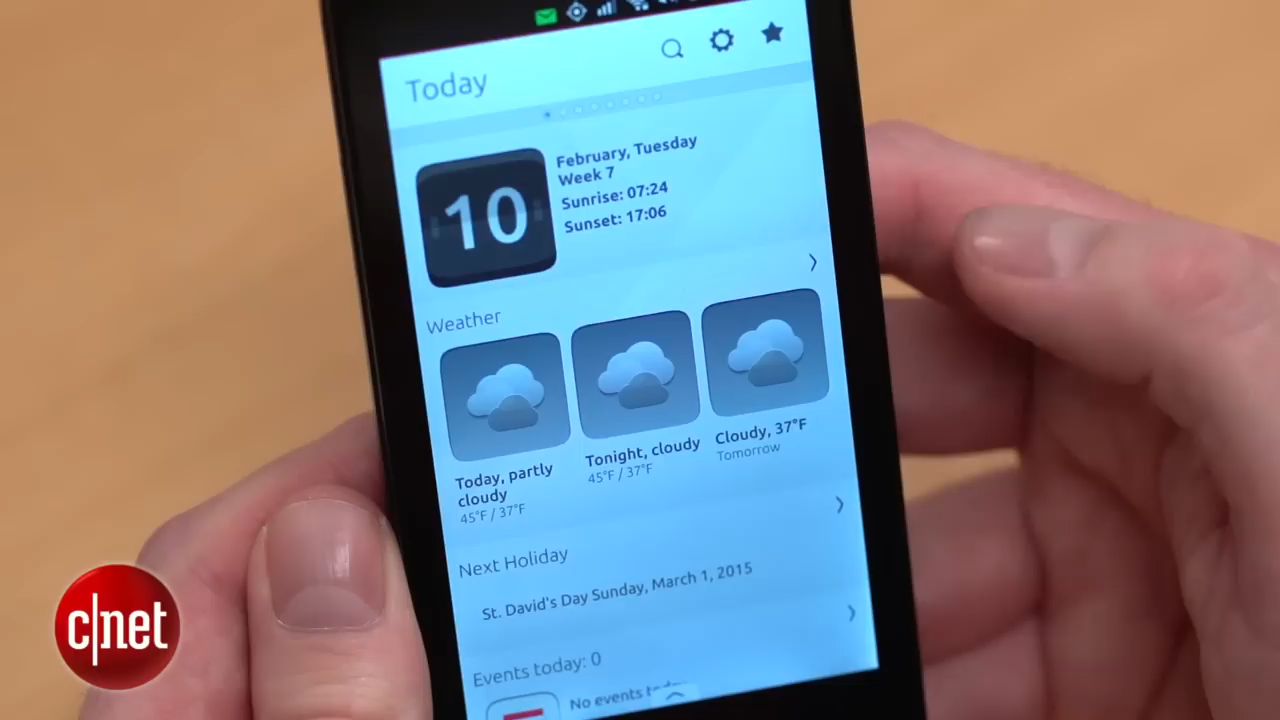 Today
10
February, Tuesday
Week 7
Sunrise: 07:24
Sunset: 17:06
Weather
Today, partly
cloudy
45°F / 37°F
Tonight, cloudy
45°F / 37°F
Cloudy, 37°F
Tomorrow
Next Holiday
St. David's Day Sunday, March 1, 2015
Events today: 0
No events
c|net